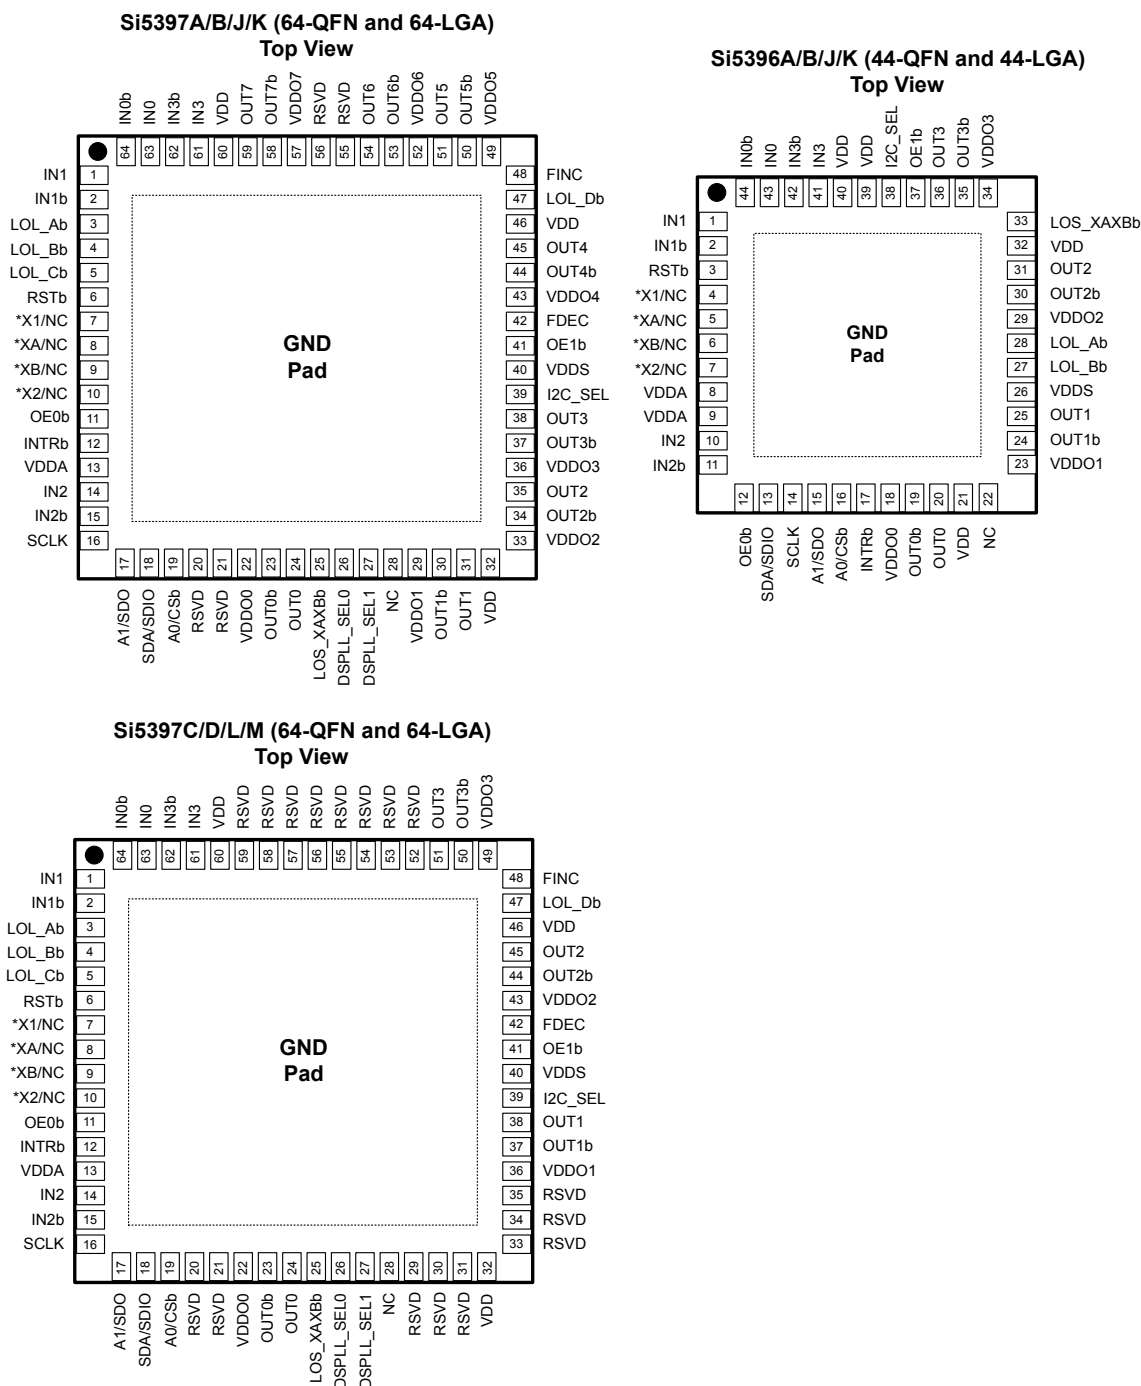 Si5397A/B/J/K (64-QFN and 64-LGA)
Top View
IN0b
IN0
IN3b
IN3
VDD
OUT7
OUT7b
VDDO7
RSVD
RSVD
OUT6
OUT6b
VDDO6
OUT5
OUT5b
VDDO5
64 63 62 61 60 59 58 57 56 55 54 53 52 51 50 49
IN1 1
IN1b 2
LOL_Ab 3
LOL_Bb 4
LOL_Cb 5
RSTb 6
*X1/NC 7
*XA/NC 8
*XB/NC 9
*X2/NC 10
OE0b 11
INTRb 12
VDDA 13
IN2 14
IN2b 15
SCLK 16
GND
Pad
48 FINC
47 LOL_Db
46 VDD
45 OUT4
44 OUT4b
43 VDDO4
42 FDEC
41 OE1b
40 VDDS
39 I2C_SEL
38 OUT3
37 OUT3b
36 VDDO3
35 OUT2
34 OUT2b
33 VDDO2
17 18 19 20 21 22 23 24 25 26 27 28 29 30 31 32
A1/SDO
SDA/SDIO
A0/CSb
RSVD
RSVD
VDDO0
OUT0b
OUT0
LOS_XAXBb
DSPLL_SEL0
DSPLL_SEL1
NC
VDDO1
OUT1b
OUT1
VDD
Si5396A/B/J/K (44-QFN and 44-LGA)
Top View
IN0b
IN0
IN3b
IN3
VDD
VDD
I2C_SEL
OE1b
OUT3
OUT3b
VDDO3
44 43 42 41 40 39 38 37 36 35 34
IN1 1
IN1b 2
RSTb 3
*X1/NC 4
*XA/NC 5
*XB/NC 6
*X2/NC 7
VDDA 8
VDDA 9
IN2 10
IN2b 11
GND
Pad
33 LOS_XAXBb
32 VDD
31 OUT2
30 OUT2b
29 VDDO2
28 LOL_Ab
27 LOL_Bb
26 VDDS
25 OUT1
24 OUT1b
23 VDDO1
12 13 14 15 16 17 18 19 20 21 22
OE0b
SDA/SDIO
SCLK
A1/SDO
A0/CSb
INTRb
VDDO0
OUT0b
OUT0
VDD
NC
Si5397C/D/L/M (64-QFN and 64-LGA)
Top View
IN0b
IN0
IN3b
IN3
VDD
RSVD
RSVD
RSVD
RSVD
RSVD
RSVD
RSVD
RSVD
OUT3
OUT3b
VDDO3
64 63 62 61 60 59 58 57 56 55 54 53 52 51 50 49
IN1 1
IN1b 2
LOL_Ab 3
LOL_Bb 4
LOL_Cb 5
RSTb 6
*X1/NC 7
*XA/NC 8
*XB/NC 9
*X2/NC 10
OE0b 11
INTRb 12
VDDA 13
IN2 14
IN2b 15
SCLK 16
GND
Pad
48 FINC
47 LOL_Db
46 VDD
45 OUT2
44 OUT2b
43 VDDO2
42 FDEC
41 OE1b
40 VDDS
39 I2C_SEL
38 OUT1
37 OUT1b
36 VDDO1
35 RSVD
34 RSVD
33 RSVD
17 18 19 20 21 22 23 24 25 26 27 28 29 30 31 32
A1/SDO
SDA/SDIO
A0/CSb
RSVD
RSVD
VDDO0
OUT0b
OUT0
LOS_XAXBb
DSPLL_SEL0
DSPLL_SEL1
NC
RSVD
RSVD
RSVD
VDD